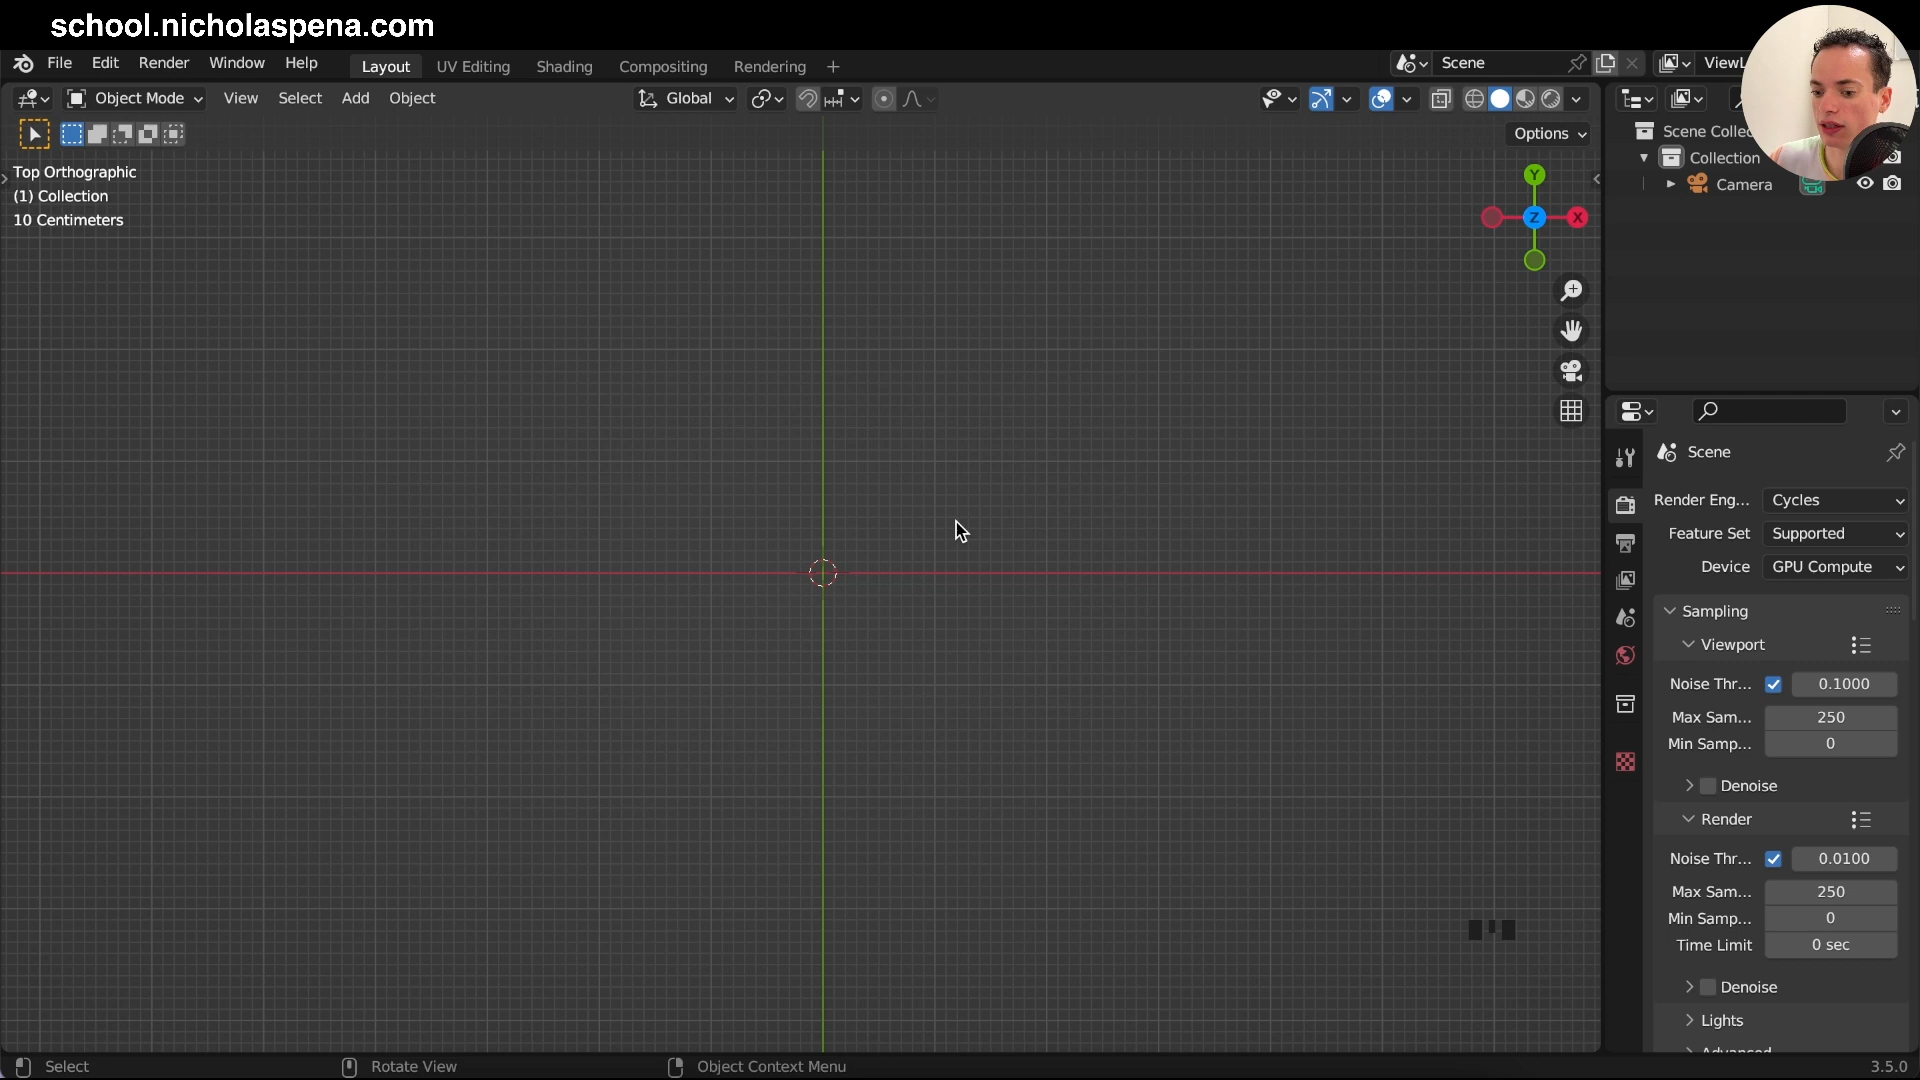 school.nicholaspena.com
File Edit Render Window Help Layout UV Editing Shading Compositing Rendering + Scene
Object Mode View Select Add Object Global
Options
Top Orthographic
(1) Collection
10 Centimeters
Y
Z X
Collection
Camera
Scene
Render Eng... Cycles
Feature Set Supported
Device GPU Compute
Sampling
Viewport
Noise Thr... 0.1000
Max Sam... 250
Min Samp... 0
Denoise
Render
Noise Thr... 0.0100
Max Sam... 250
Min Samp... 0
Time Limit 0 sec
Denoise
Lights
Select Rotate View Object Context Menu 3.5.0